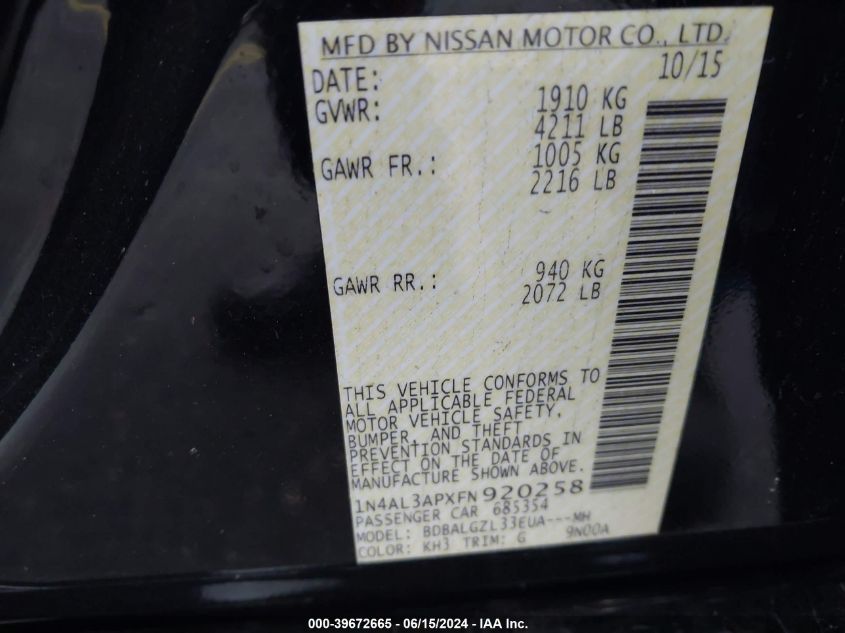 MFD BY NISSAN MOTOR CO., LTD.
DATE: 10/15
GVWR: 1910 KG
4211 LB
GAWR FR.: 1005 KG
2216 LB
GAWR RR.: 940 KG
2072 LB
THIS VEHICLE CONFORMS TO
ALL APPLICABLE FEDERAL
MOTOR VEHICLE SAFETY,
BUMPER, AND THEFT
PREVENTION STANDARDS IN
EFFECT ON THE DATE OF
MANUFACTURE SHOWN ABOVE.
1N4AL3APXFN920258
PASSENGER CAR 685354
MODEL: BDBALGZL33EUA---MH
COLOR: KH3 TRIM: G 9N00A
000-39672665 - 06/15/2024 - IAA Inc.